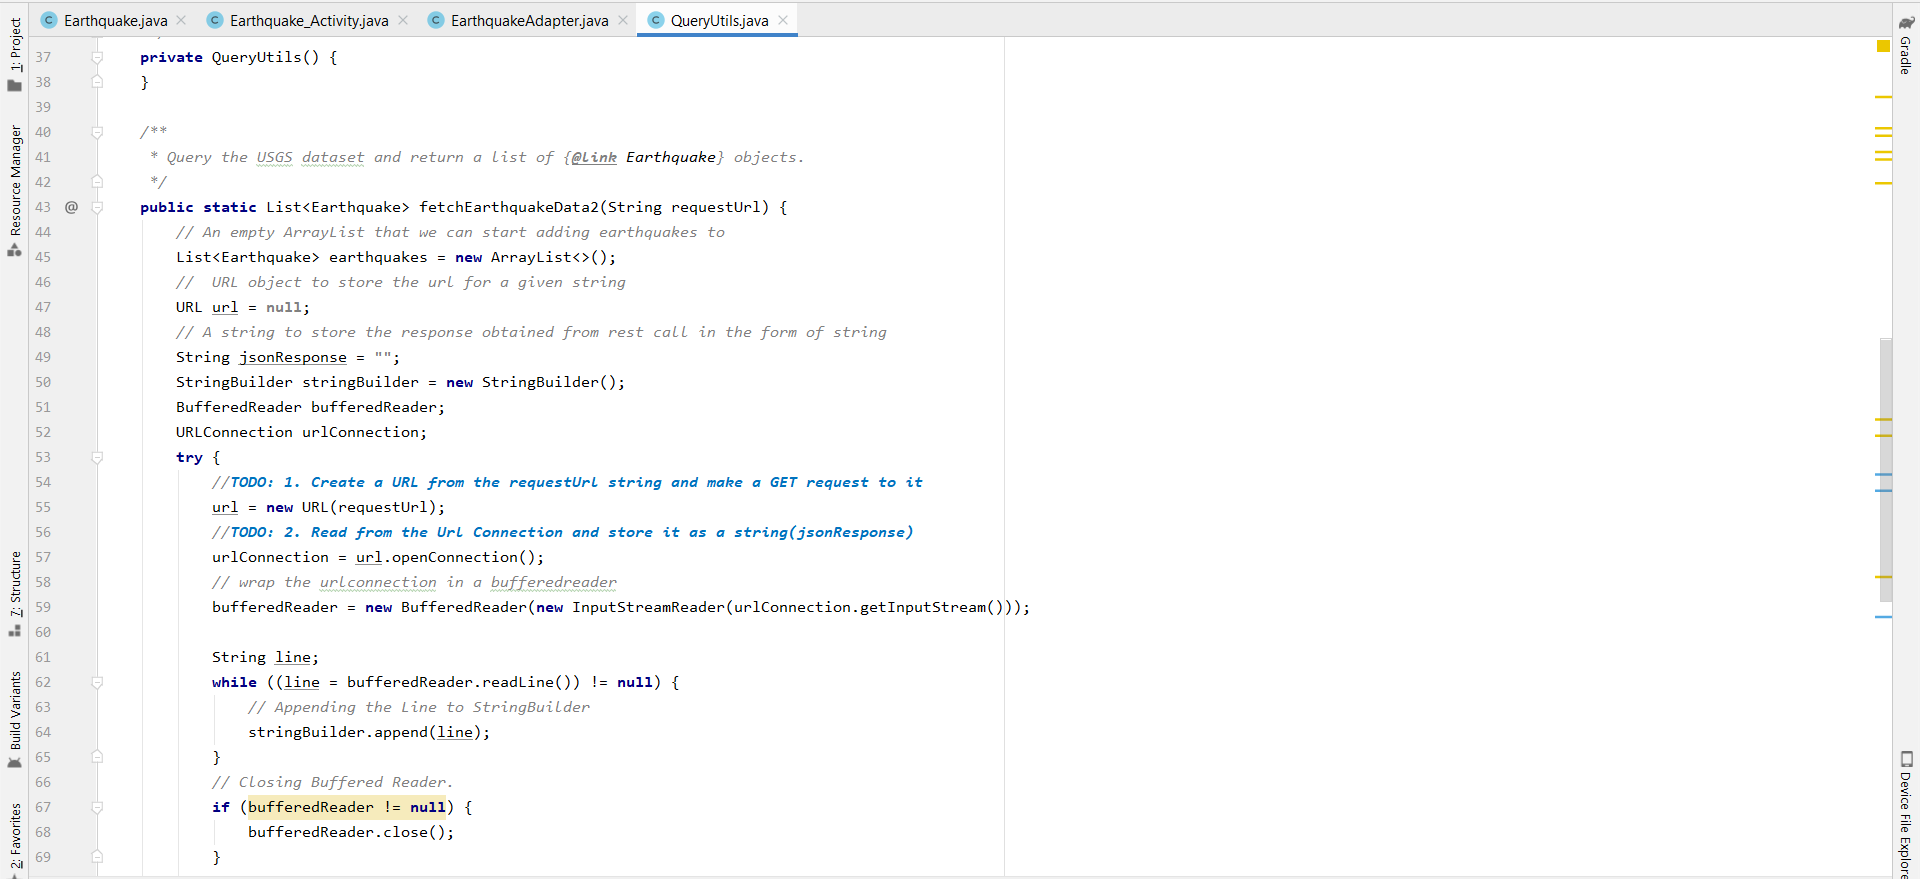 Earthquake.java
Earthquake_Activity.java
EarthquakeAdapter.java
QueryUtils.java
1: Project
Resource Manager
7: Structure
Build Variants
2: Favorites
37 private QueryUtils() {
38 }
39
40 /**
41 * Query the USGS dataset and return a list of {@link Earthquake} objects.
42 */
43 @ public static List<Earthquake> fetchEarthquakeData2(String requestUrl) {
44 // An empty ArrayList that we can start adding earthquakes to
45 List<Earthquake> earthquakes = new ArrayList<>();
46 //  URL object to store the url for a given string
47 URL url = null;
48 // A string to store the response obtained from rest call in the form of string
49 String jsonResponse = "";
50 StringBuilder stringBuilder = new StringBuilder();
51 BufferedReader bufferedReader;
52 URLConnection urlConnection;
53 try {
54 //TODO: 1. Create a URL from the requestUrl string and make a GET request to it
55 url = new URL(requestUrl);
56 //TODO: 2. Read from the Url Connection and store it as a string(jsonResponse)
57 urlConnection = url.openConnection();
58 // wrap the urlconnection in a bufferedreader
59 bufferedReader = new BufferedReader(new InputStreamReader(urlConnection.getInputStream()));
60
61 String line;
62 while ((line = bufferedReader.readLine()) != null) {
63 // Appending the Line to StringBuilder
64 stringBuilder.append(line);
65 }
66 // Closing Buffered Reader.
67 if (bufferedReader != null) {
68 bufferedReader.close();
69 }
Gradle
Device File Explore